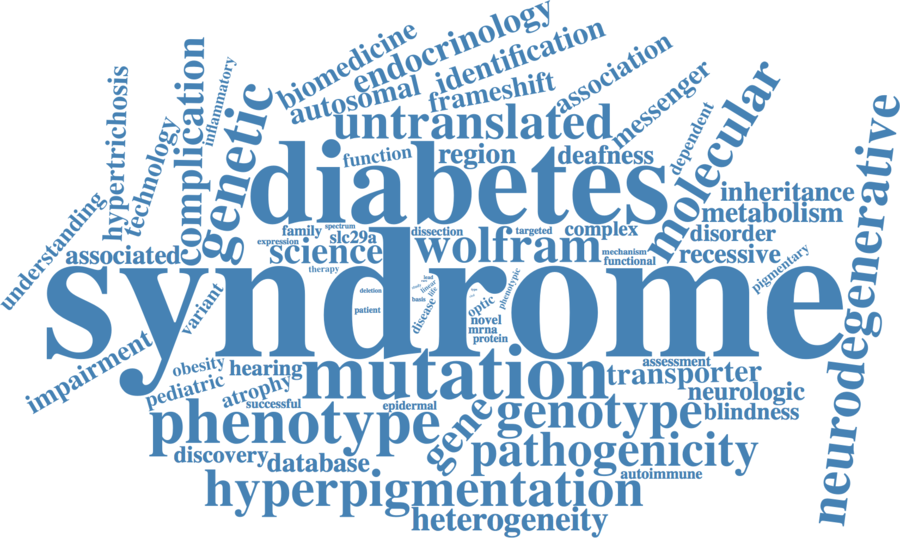 endocrinology
biomedicine
identification
autosomal
frameshift
association
inflammatory
complication
hypertrichosis
technology
genetic
untranslated
messenger
molecular
dependent
function
region
deafness
diabetes
neurodegenerative
inheritance
metabolism
understanding
family
spectrum
slc29a
dissection
targeted
complex
disorder
expression
science
wolfram
mechanism
functional
recessive
associated
therapy
pigmentary
syndrome
deletion
patient
basis
linear
life
disease
optic
phenotypic
novel
mrna
protein
variant
impairment
obesity
hearing
mutation
assessment
transporter
pediatric
atrophy
successful
epidermal
neurologic
phenotype
gene
genotype
blindness
discovery
database
pathogenicity
autoimmune
hyperpigmentation
heterogeneity